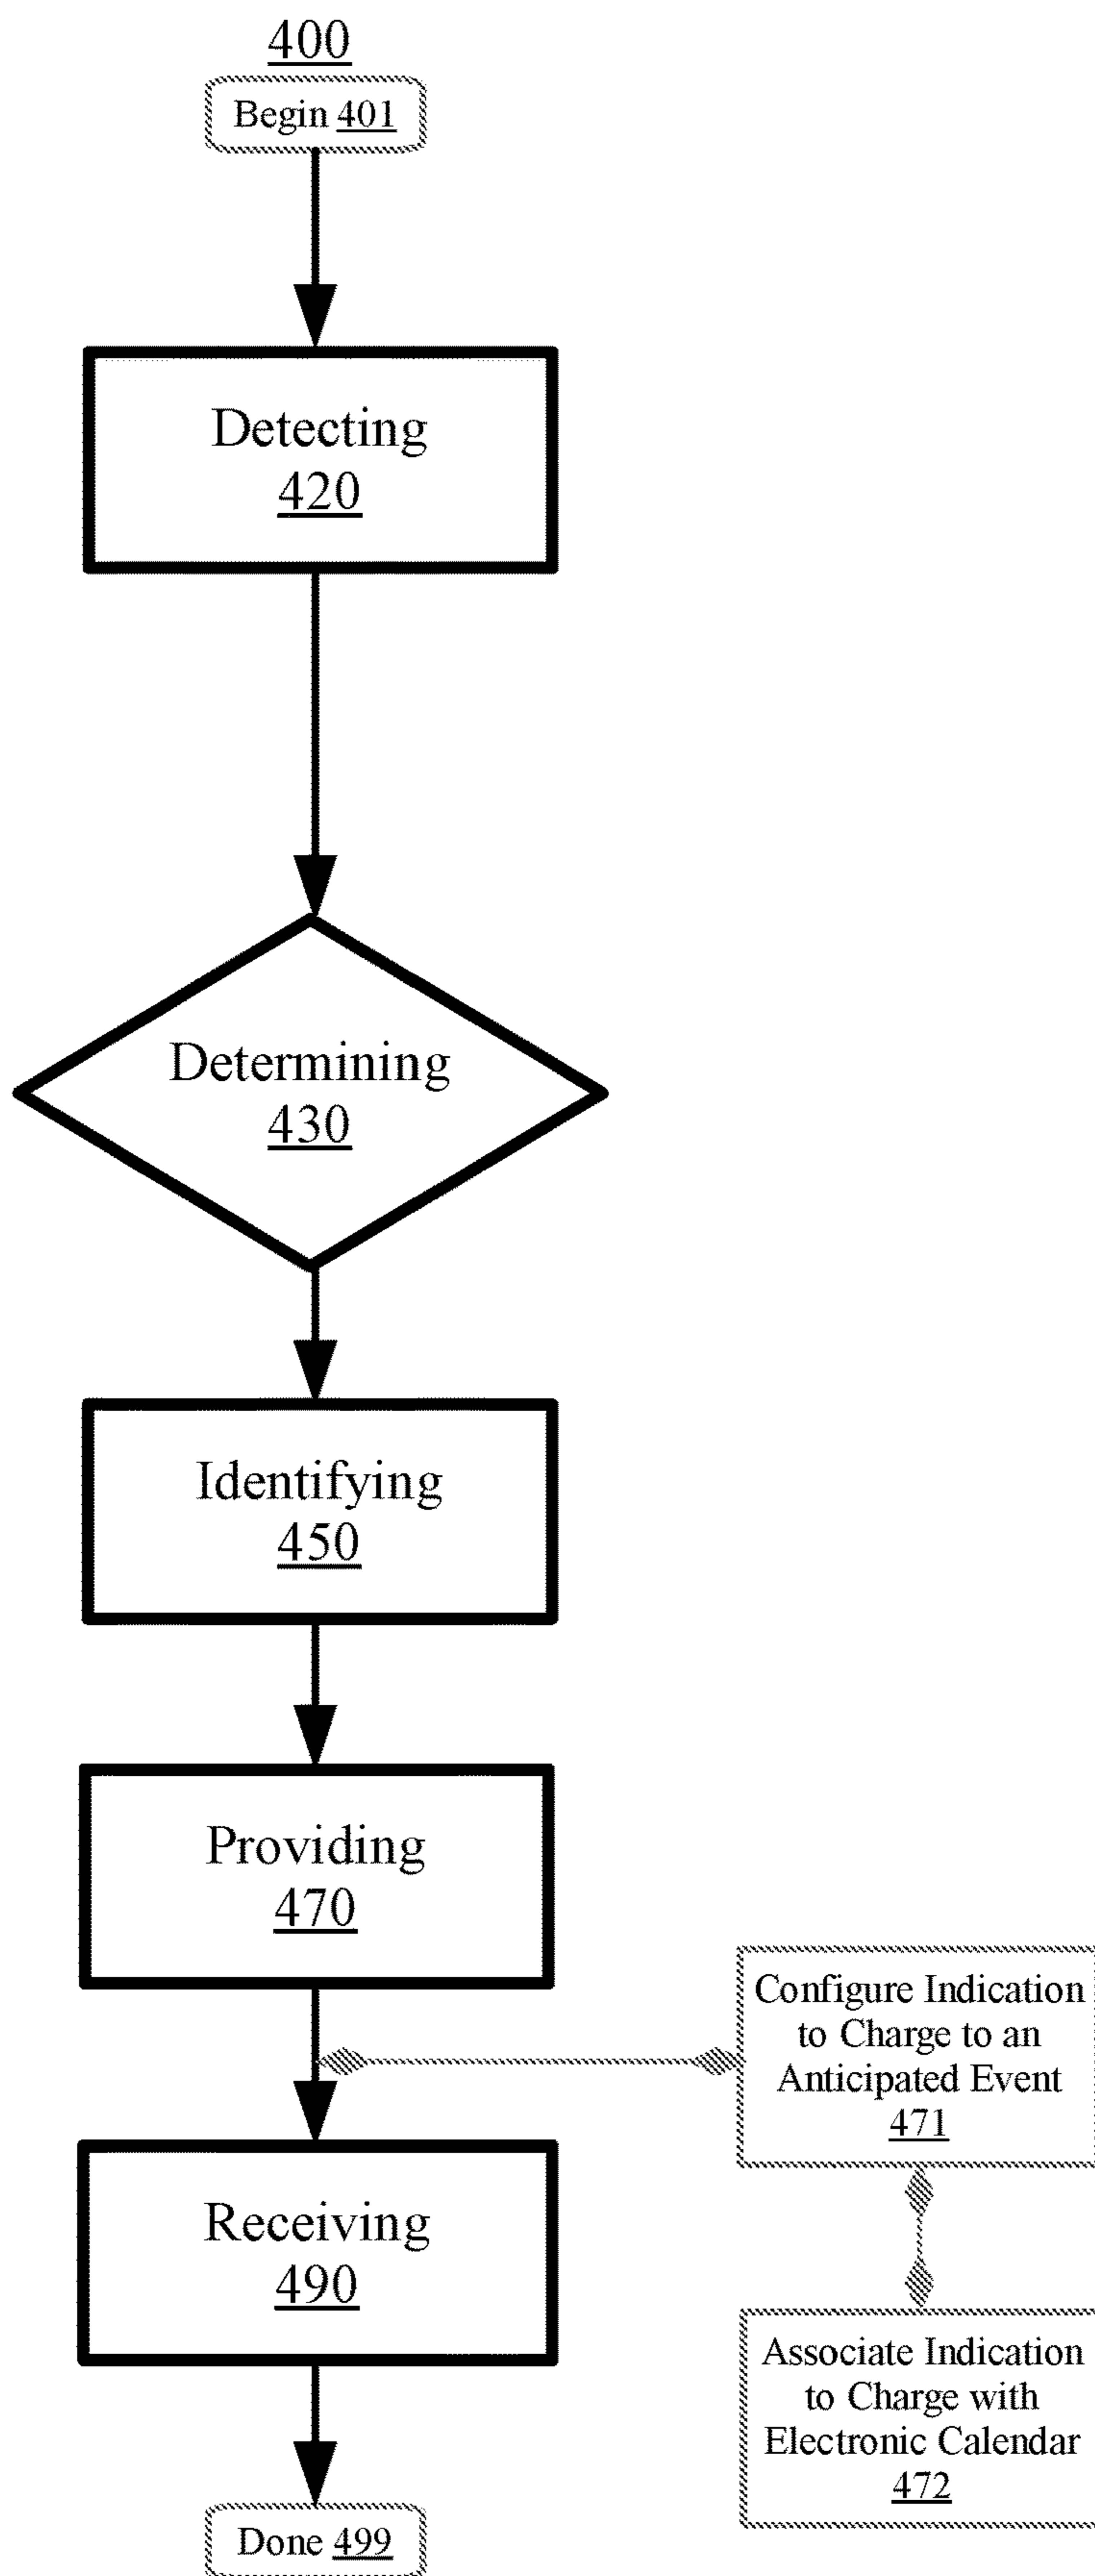 400
Begin 401
Detecting
420
Determining
430
Identifying
450
Providing
470
Configure Indication
to Charge to an
Anticipated Event
471
Receiving
490
Associate Indication
to Charge with
Electronic Calendar
472
Done 499